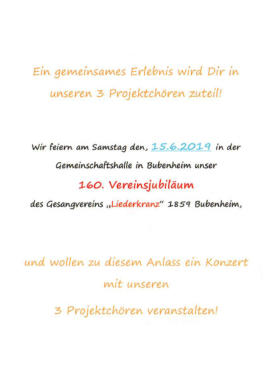 Ein gemeinsames Erlebnis wird Dir in
unseren 3 Projektchören zuteil!
Wir feiern am Samstag den, 15.6.2019 in der
Gemeinschaftshalle in Bubenheim unser
160. Vereinsjubiläum
des Gesangvereins „Liederkranz“ 1859 Bubenheim,
und wollen zu diesem Anlass ein Konzert
mit unseren
3 Projektchören veranstalten!